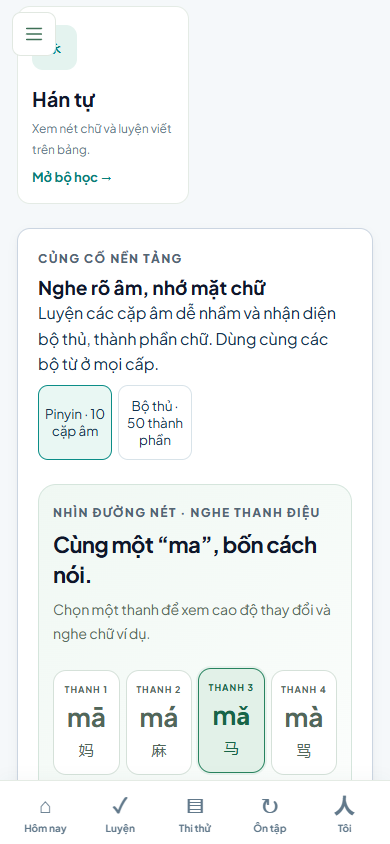 Hán tự
Xem nét chữ và luyện viết
trên bảng.
Mở bộ học →
CỦNG CỐ NỀN TẢNG
Nghe rõ âm, nhớ mặt chữ
Luyện các cặp âm dễ nhầm và nhận diện
bộ thủ, thành phần chữ. Dùng cùng các
bộ từ ở mọi cấp.
Pinyin · 10
cặp âm
Bộ thủ ·
50 thành
phần
NHÌN ĐƯỜNG NÉT · NGHE THANH ĐIỆU
Cùng một “ma”, bốn cách
nói.
Chọn một thanh để xem cao độ thay đổi và
nghe chữ ví dụ.
THANH 1
mā
妈
THANH 2
má
麻
THANH 3
mǎ
马
THANH 4
mà
骂
Hôm nay
Luyện
Thi thử
Ôn tập
人
Tôi